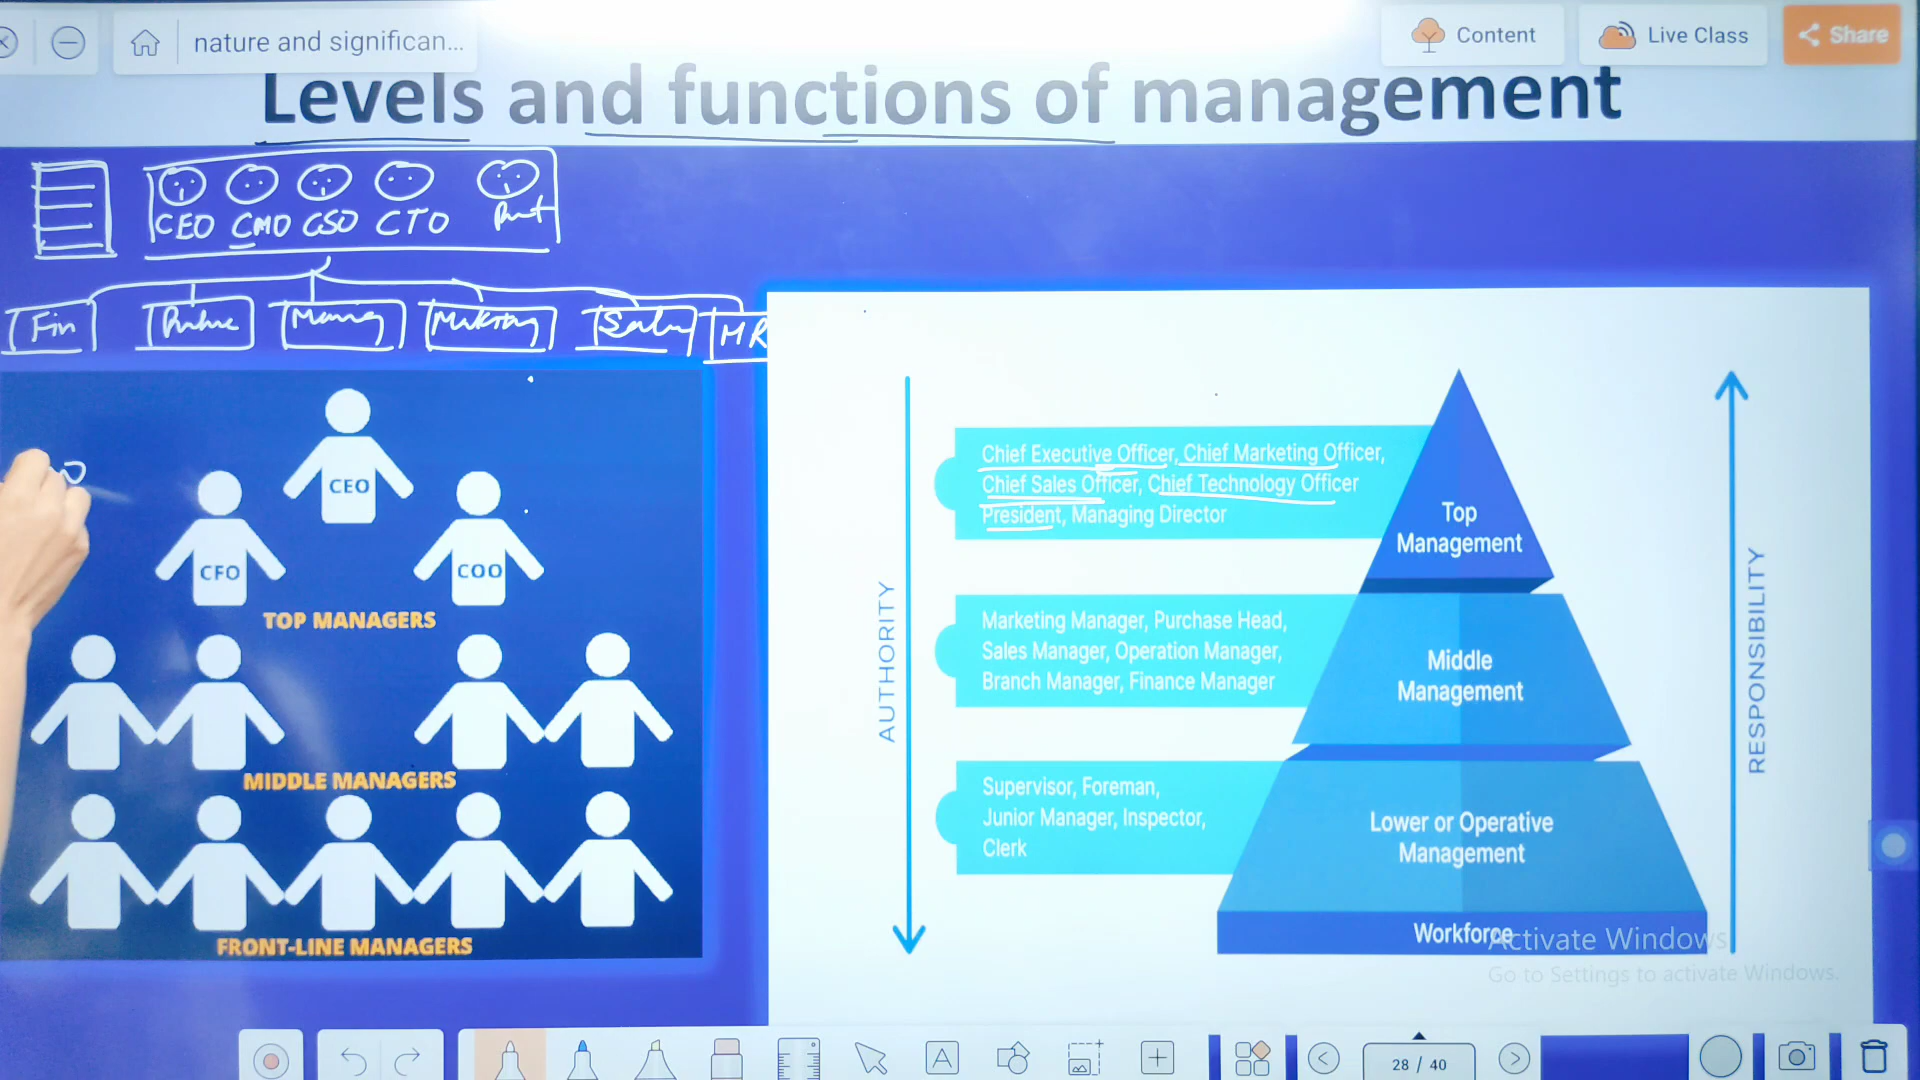 nature and significan...
Content
Live Class
Share
Levels and functions of management
CEO CMO CSO CTO
Fin
HR
CEO
CFO
COO
TOP MANAGERS
MIDDLE MANAGERS
FRONT-LINE MANAGERS
AUTHORITY
Chief Executive Officer, Chief Marketing Officer,
Chief Sales Officer, Chief Technology Officer
President, Managing Director
Top
Management
Marketing Manager, Purchase Head,
Sales Manager, Operation Manager,
Branch Manager, Finance Manager
Middle
Management
Supervisor, Foreman,
Junior Manager, Inspector,
Clerk
Lower or Operative
Management
Workforce
RESPONSIBILITY
Activate Windows
Go to Settings to activate Windows.
A
28 / 40